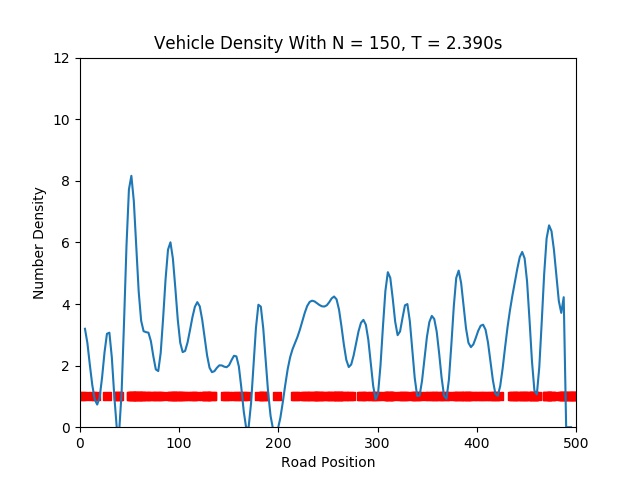 Vehicle Density With N = 150, T = 2.390s
12
10
8
6
4
2
0
Number Density
0 100 200 300 400 500
Road Position